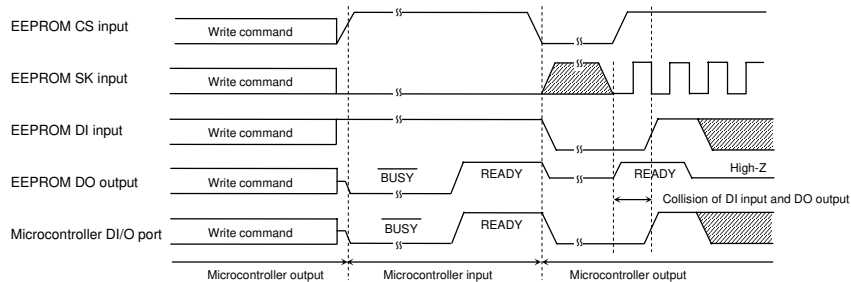 EEPROM CS input
Write command
EEPROM SK input
Write command
EEPROM DI input
Write command
EEPROM DO output
Write command
BUSY
READY
READY
High-Z
Collision of DI input and DO output
Microcontroller DI/O port
Write command
BUSY
READY
Microcontroller output
Microcontroller input
Microcontroller output